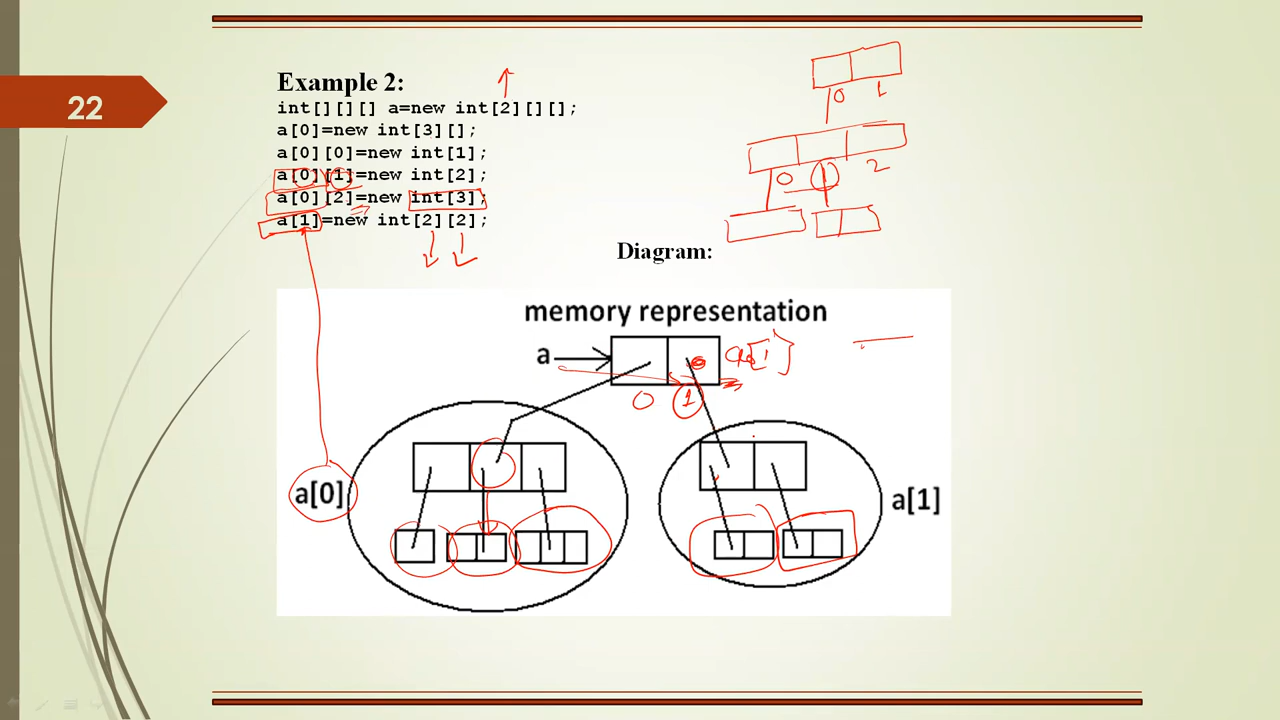 22
Example 2:
int[][][] a=new int[2][][];
a[0]=new int[3][];
a[0][0]=new int[1];
a[0][1]=new int[2];
a[0][2]=new int[3];
a[1]=new int[2][2];
0 1
0 1 2
Diagram:
memory representation
a
0 1
a[0]
a[1]